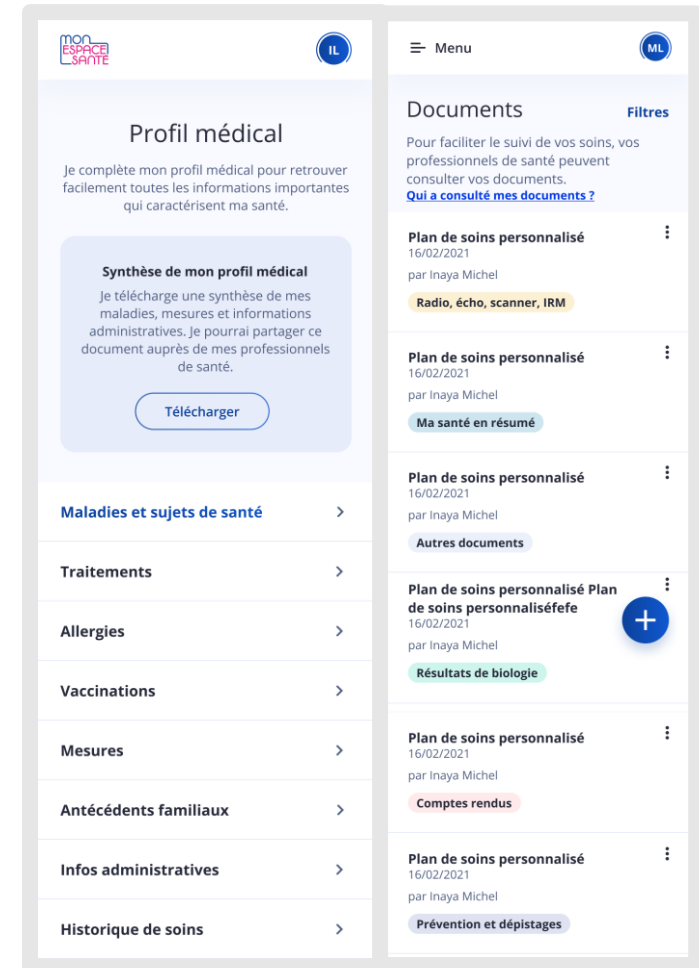 mon
ESPACE
SANTÉ
IL
Profil médical
Je complète mon profil médical pour retrouver
facilement toutes les informations importantes
qui caractérisent ma santé.
Synthèse de mon profil médical
Je télécharge une synthèse de mes
maladies, mesures et informations
administratives. Je pourrai partager ce
document auprès de mes professionnels
de santé.
Télécharger
Maladies et sujets de santé
Traitements
Allergies
Vaccinations
Mesures
Antécédents familiaux
Infos administratives
Historique de soins
Menu
ML
Documents
Filtres
Pour faciliter le suivi de vos soins, vos
professionnels de santé peuvent
consulter vos documents.
Qui a consulté mes documents ?
Plan de soins personnalisé
16/02/2021
par Inaya Michel
Radio, écho, scanner, IRM
Plan de soins personnalisé
16/02/2021
par Inaya Michel
Ma santé en résumé
Plan de soins personnalisé
16/02/2021
par Inaya Michel
Autres documents
Plan de soins personnalisé Plan
de soins personnaliséfefe
16/02/2021
par Inaya Michel
Résultats de biologie
Plan de soins personnalisé
16/02/2021
par Inaya Michel
Comptes rendus
Plan de soins personnalisé
16/02/2021
par Inaya Michel
Prévention et dépistages